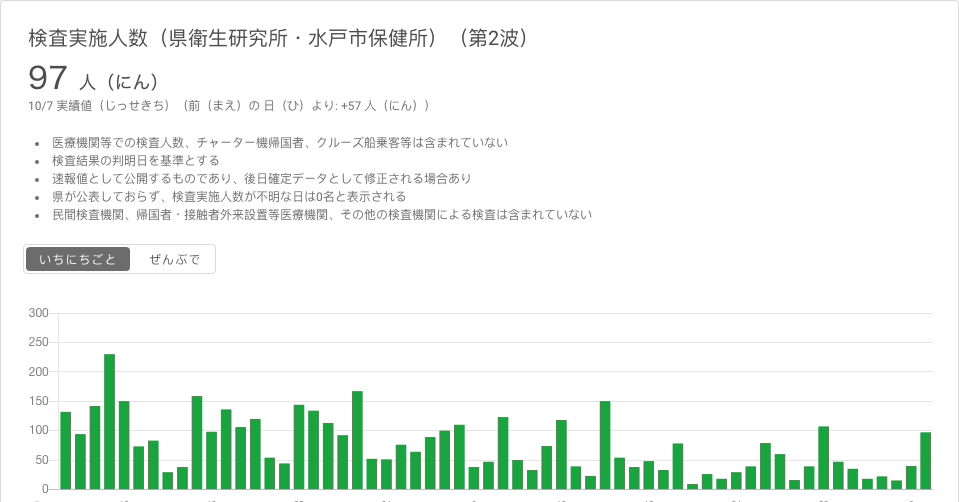 検査実施人数（県衛生研究所・水戸市保健所）（第2波）
97 人（にん）
10/7 実績値（じっせきち）（前（まえ）の 日（ひ）より: +57 人（にん））
• 医療機関等での検査人数、チャーター機帰国者、クルーズ船乗客等は含まれていない
• 検査結果の判明日を基準とする
• 速報値として公開するものであり、後日確定データとして修正される場合あり
• 県が公表しておらず、検査実施人数が不明な日は0名と表示される
• 民間検査機関、帰国者・接触者外来設置等医療機関、その他の検査機関による検査は含まれていない
いちにちごと ぜんぶで
300
250
200
150
100
50
0